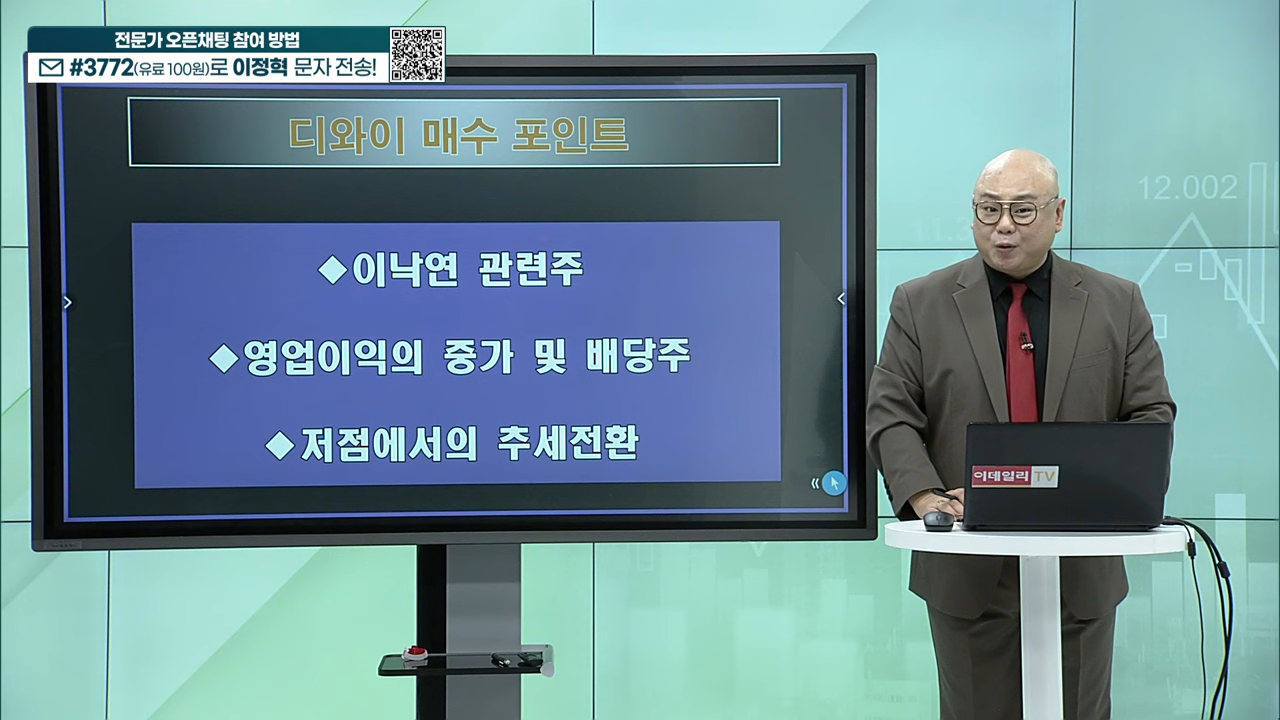 전문가 오픈채팅 참여 방법
#3772(유료 100원)로 이정혁 문자 전송!
디와이 매수 포인트
◆이낙연 관련주
◆영업이익의 증가 및 배당주
◆저점에서의 추세전환
12.002
이데일리 TV